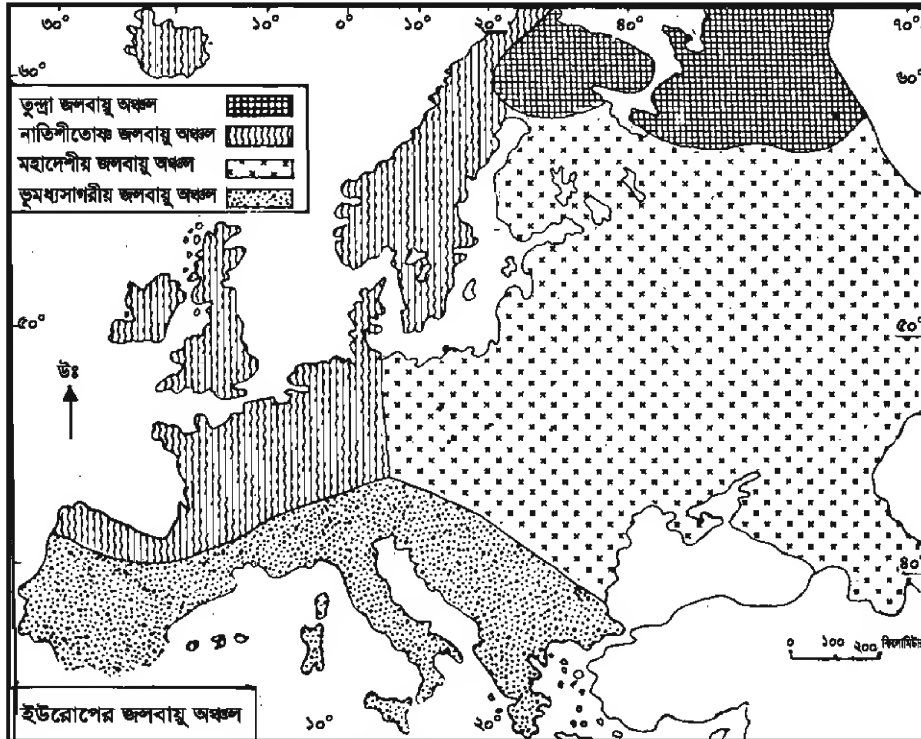 ৩০° ১০° ০° ১০° ২০° ৪০° ৭০°
৬০° ৬০°
তুন্দ্রা জলবায়ু অঞ্চল
নাতিশীতোষ্ণ জলবায়ু অঞ্চল
মহাদেশীয় জলবায়ু অঞ্চল
ভূমধ্যসাগরীয় জলবায়ু অঞ্চল
৫০° ৫০°
উঃ
৪০°
০ ১০০ ২০০ কিলোমিটার
ইউরোপের জলবায়ু অঞ্চল
১০° ২০°